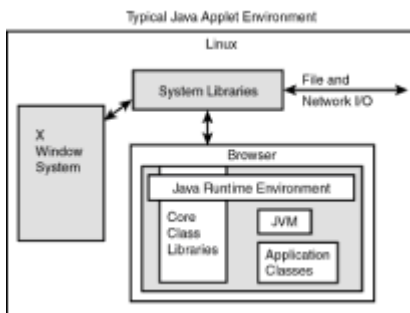 Typical Java Applet Environment
Linux
System Libraries
File and
Network I/O
X
Window
System
Browser
Java Runtime Environment
Core
Class
Libraries
JVM
Application
Classes